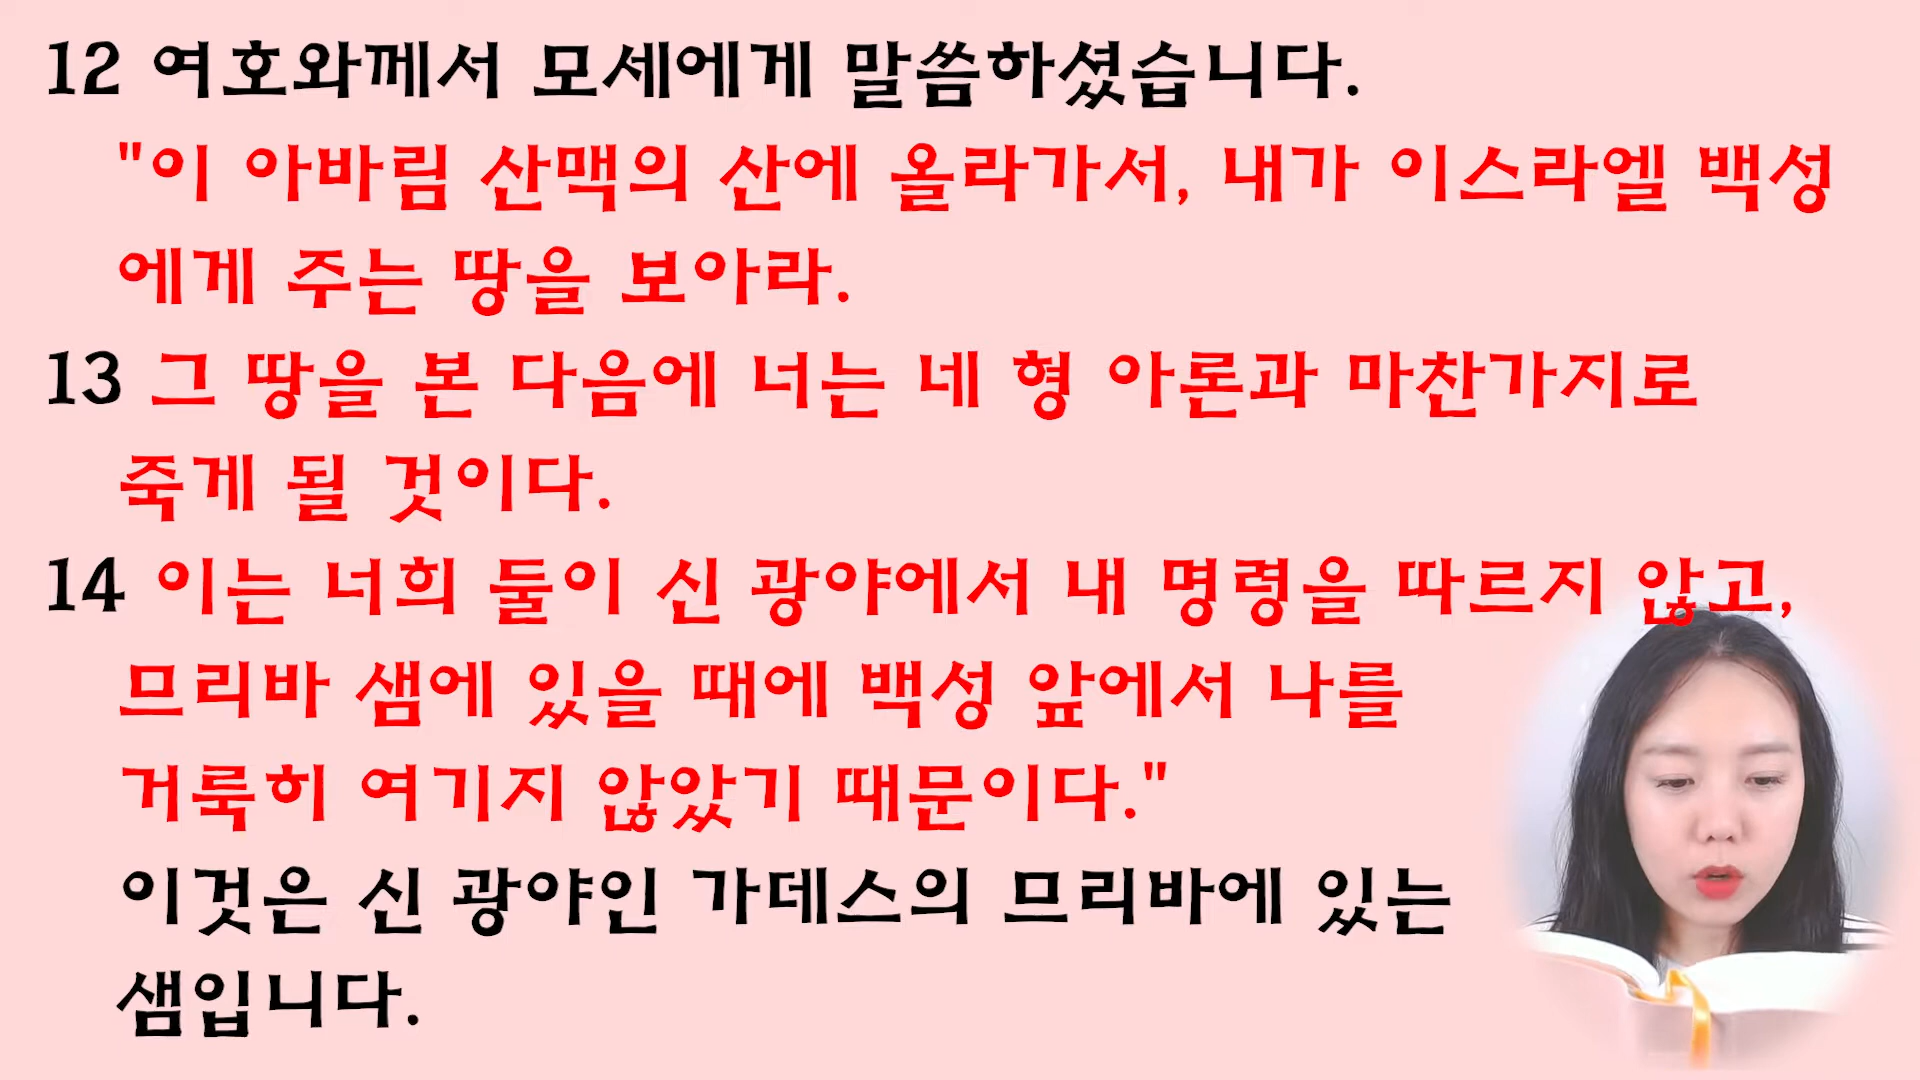 12 여호와께서 모세에게 말씀하셨습니다.
"이 아바림 산맥의 산에 올라가서, 내가 이스라엘 백성
에게 주는 땅을 보아라.
13 그 땅을 본 다음에 너는 네 형 아론과 마찬가지로
죽게 될 것이다.
14 이는 너희 둘이 신 광야에서 내 명령을 따르지 않고,
므리바 샘에 있을 때에 백성 앞에서 나를
거룩히 여기지 않았기 때문이다."
이것은 신 광야인 가데스의 므리바에 있는
샘입니다.